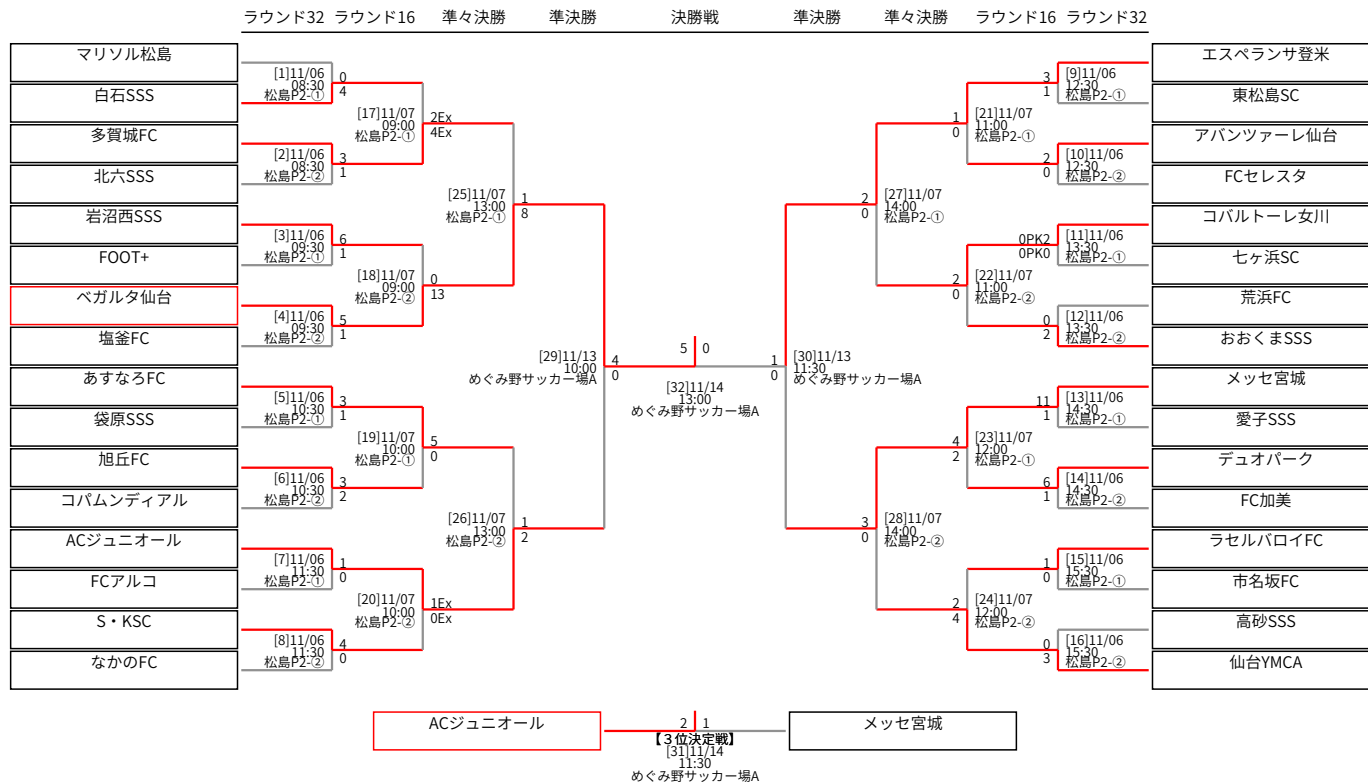 ラウンド32 ラウンド16 準々決勝 準決勝 決勝戦 準決勝 準々決勝 ラウンド16 ラウンド32
マリソル松島
白石SSS
多賀城FC
北六SSS
岩沼西SSS
FOOT+
ベガルタ仙台
塩釜FC
あすなろFC
袋原SSS
旭丘FC
コパムンディアル
ACジュニオール
FCアルコ
S・KSC
なかのFC
[1]11/06
08:30
松島P2-①
0
4
[2]11/06
08:30
松島P2-②
3
1
[3]11/06
09:30
松島P2-①
6
1
[4]11/06
09:30
松島P2-②
5
1
[5]11/06
10:30
松島P2-①
3
1
[6]11/06
10:30
松島P2-②
3
2
[7]11/06
11:30
松島P2-①
1
0
[8]11/06
11:30
松島P2-②
4
0
[17]11/07
09:00
松島P2-①
2Ex
4Ex
[18]11/07
09:00
松島P2-②
0
13
[19]11/07
10:00
松島P2-①
5
0
[20]11/07
10:00
松島P2-②
1Ex
0Ex
[25]11/07
13:00
松島P2-①
1
8
[26]11/07
13:00
松島P2-②
1
2
[29]11/13
10:00
めぐみ野サッカー場A
4
0
5 0
[32]11/14
13:00
めぐみ野サッカー場A
1
0
[30]11/13
11:30
めぐみ野サッカー場A
2
0
[27]11/07
14:00
松島P2-①
3
0
[28]11/07
14:00
松島P2-②
1
0
[21]11/07
11:00
松島P2-①
2
0
[22]11/07
11:00
松島P2-②
4
2
[23]11/07
12:00
松島P2-①
2
4
[24]11/07
12:00
松島P2-②
3
1
[9]11/06
12:30
松島P2-①
2
0
[10]11/06
12:30
松島P2-②
0PK2
0PK0
[11]11/06
13:30
松島P2-①
0
2
[12]11/06
13:30
松島P2-②
11
1
[13]11/06
14:30
松島P2-①
6
1
[14]11/06
14:30
松島P2-②
1
0
[15]11/06
15:30
松島P2-①
0
3
[16]11/06
15:30
松島P2-②
エスペランサ登米
東松島SC
アバンツァーレ仙台
FCセレスタ
コバルトーレ女川
七ヶ浜SC
荒浜FC
おおくまSSS
メッセ宮城
愛子SSS
デュオパーク
FC加美
ラセルバロイFC
市名坂FC
高砂SSS
仙台YMCA
ACジュニオール 2 1 メッセ宮城
【３位決定戦】
[31]11/14
11:30
めぐみ野サッカー場A